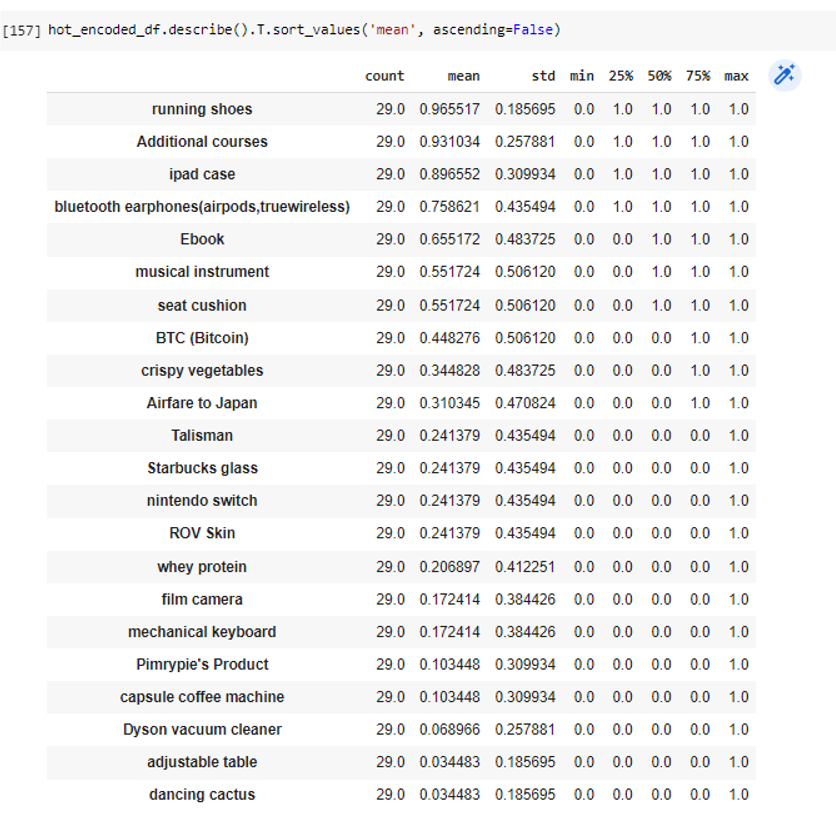 [157] hot_encoded_df.describe().T.sort_values('mean', ascending=False)
count mean std min 25% 50% 75% max
running shoes 29.0 0.965517 0.185695 0.0 1.0 1.0 1.0 1.0
Additional courses 29.0 0.931034 0.257881 0.0 1.0 1.0 1.0 1.0
ipad case 29.0 0.896552 0.309934 0.0 1.0 1.0 1.0 1.0
bluetooth earphones(airpods,truewireless) 29.0 0.758621 0.435494 0.0 1.0 1.0 1.0 1.0
Ebook 29.0 0.655172 0.483725 0.0 0.0 1.0 1.0 1.0
musical instrument 29.0 0.551724 0.506120 0.0 0.0 1.0 1.0 1.0
seat cushion 29.0 0.551724 0.506120 0.0 0.0 1.0 1.0 1.0
BTC (Bitcoin) 29.0 0.448276 0.506120 0.0 0.0 0.0 1.0 1.0
crispy vegetables 29.0 0.344828 0.483725 0.0 0.0 0.0 1.0 1.0
Airfare to Japan 29.0 0.310345 0.470824 0.0 0.0 0.0 1.0 1.0
Talisman 29.0 0.241379 0.435494 0.0 0.0 0.0 0.0 1.0
Starbucks glass 29.0 0.241379 0.435494 0.0 0.0 0.0 0.0 1.0
nintendo switch 29.0 0.241379 0.435494 0.0 0.0 0.0 0.0 1.0
ROV Skin 29.0 0.241379 0.435494 0.0 0.0 0.0 0.0 1.0
whey protein 29.0 0.206897 0.412251 0.0 0.0 0.0 0.0 1.0
film camera 29.0 0.172414 0.384426 0.0 0.0 0.0 0.0 1.0
mechanical keyboard 29.0 0.172414 0.384426 0.0 0.0 0.0 0.0 1.0
Pimrypie's Product 29.0 0.103448 0.309934 0.0 0.0 0.0 0.0 1.0
capsule coffee machine 29.0 0.103448 0.309934 0.0 0.0 0.0 0.0 1.0
Dyson vacuum cleaner 29.0 0.068966 0.257881 0.0 0.0 0.0 0.0 1.0
adjustable table 29.0 0.034483 0.185695 0.0 0.0 0.0 0.0 1.0
dancing cactus 29.0 0.034483 0.185695 0.0 0.0 0.0 0.0 1.0